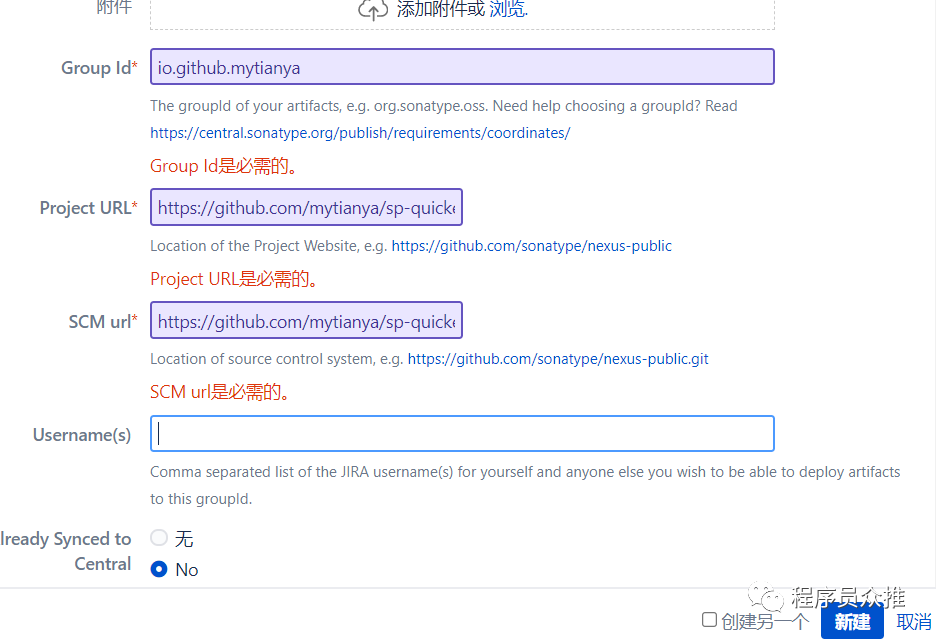 附件
添加附件或 浏览.
Group Id*
io.github.mytianya
The groupId of your artifacts, e.g. org.sonatype.oss. Need help choosing a groupId? Read
https://central.sonatype.org/publish/requirements/coordinates/
Group Id是必需的。
Project URL*
https://github.com/mytianya/sp-quicke
Location of the Project Website, e.g. https://github.com/sonatype/nexus-public
Project URL是必需的。
SCM url*
https://github.com/mytianya/sp-quicke
Location of source control system, e.g. https://github.com/sonatype/nexus-public.git
SCM url是必需的。
Username(s)
Comma separated list of the JIRA username(s) for yourself and anyone else you wish to be able to deploy artifacts
to this groupId.
lready Synced to
Central
无
No
程序员众推
创建另一个
新建
取消